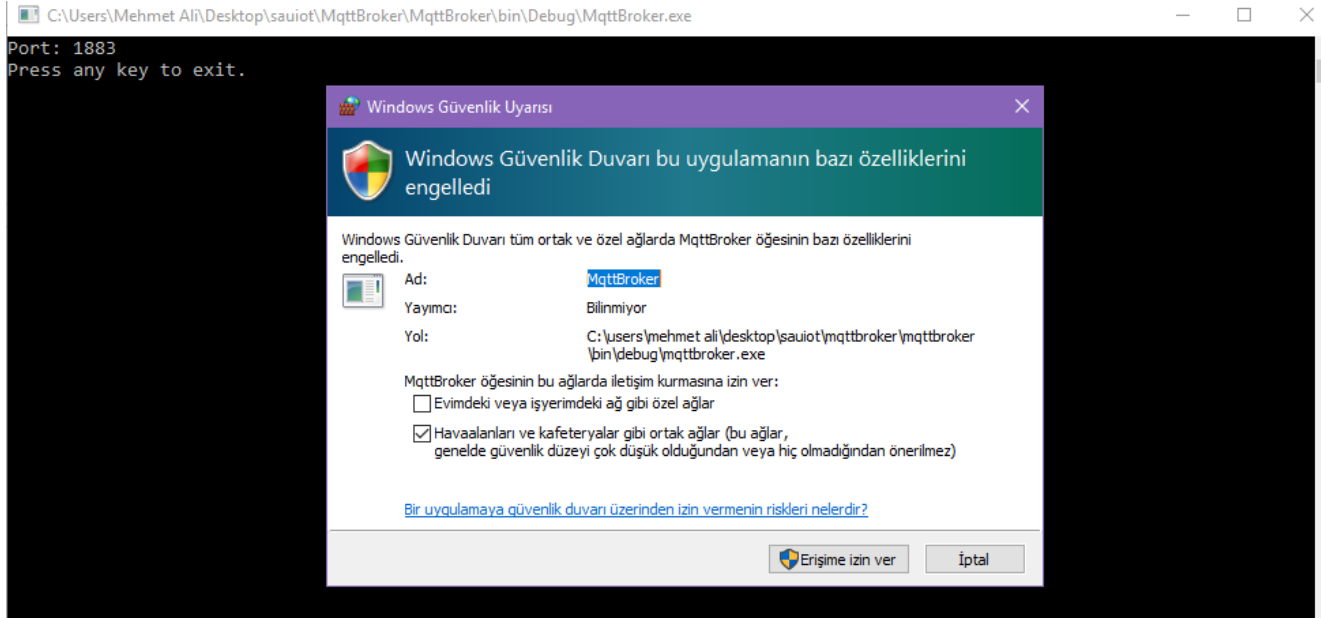 C:\Users\Mehmet Ali\Desktop\sauiot\MqttBroker\MqttBroker\bin\Debug\MqttBroker.exe
Port: 1883
Press any key to exit.
Windows Güvenlik Uyarısı
Windows Güvenlik Duvarı bu uygulamanın bazı özelliklerini
engelledi
Windows Güvenlik Duvarı tüm ortak ve özel ağlarda MqttBroker öğesinin bazı özelliklerini
engelledi.
Ad: MqttBroker
Yayımcı: Bilinmiyor
Yol: C:\users\mehmet ali\desktop\sauiot\mqttbroker\mqttbroker
\bin\debug\mqttbroker.exe
MqttBroker öğesinin bu ağlarda iletişim kurmasına izin ver:
Evimdeki veya işyerimdeki ağ gibi özel ağlar
Havaalanları ve kafeteryalar gibi ortak ağlar (bu ağlar,
genelde güvenlik düzeyi çok düşük olduğundan veya hiç olmadığından önerilmez)
Bir uygulamaya güvenlik duvarı üzerinden izin vermenin riskleri nelerdir?
Erişime izin ver İptal